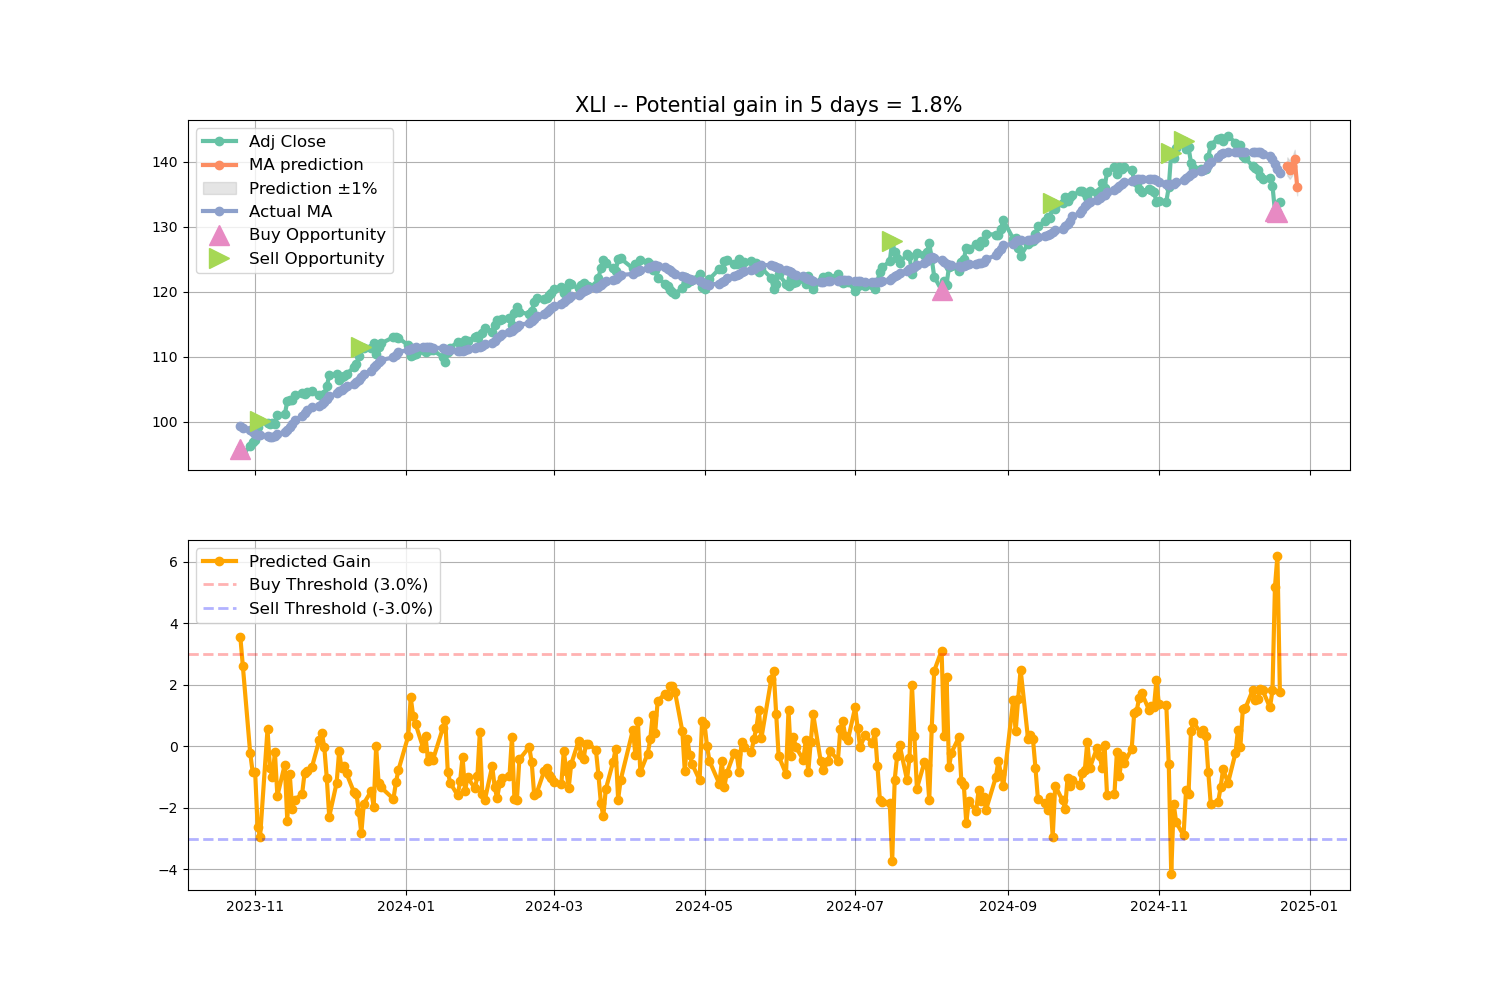 XLI -- Potential gain in 5 days = 1.8%
Adj Close
MA prediction
Prediction ±1%
Actual MA
Buy Opportunity
Sell Opportunity
140
130
120
110
100
Predicted Gain
Buy Threshold (3.0%)
Sell Threshold (-3.0%)
6
4
2
0
−2
−4
2023-11
2024-01
2024-03
2024-05
2024-07
2024-09
2024-11
2025-01